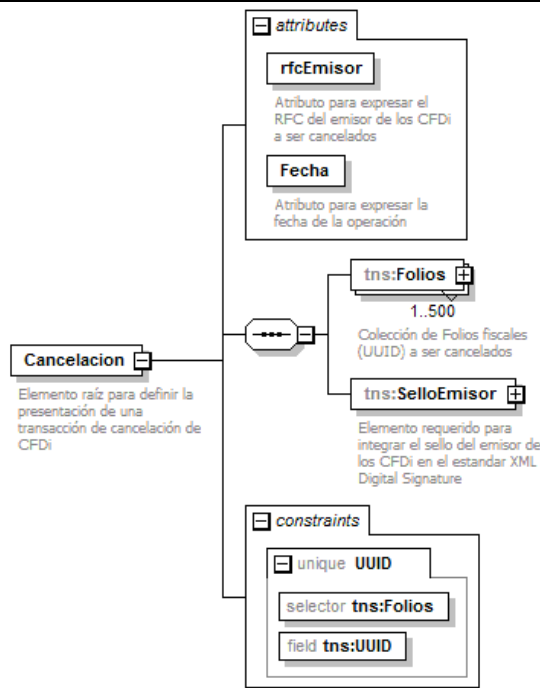 attributes
rfcEmisor
Atributo para expresar el
RFC del emisor de los CFDi
a ser cancelados
Fecha
Atributo para expresar la
fecha de la operación
tns:Folios
1..500
Colección de Folios fiscales
(UUID) a ser cancelados
Cancelacion
Elemento raíz para definir la
presentación de una
transacción de cancelación de
CFDi
tns:SelloEmisor
Elemento requerido para
integrar el sello del emisor de
los CFDi en el estandar XML
Digital Signature
constraints
unique UUID
selector tns:Folios
field tns:UUID